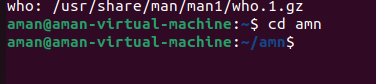 who: /usr/share/man/man1/who.1.gz
aman@aman-virtual-machine:~$ cd amn
aman@aman-virtual-machine:~/amn$